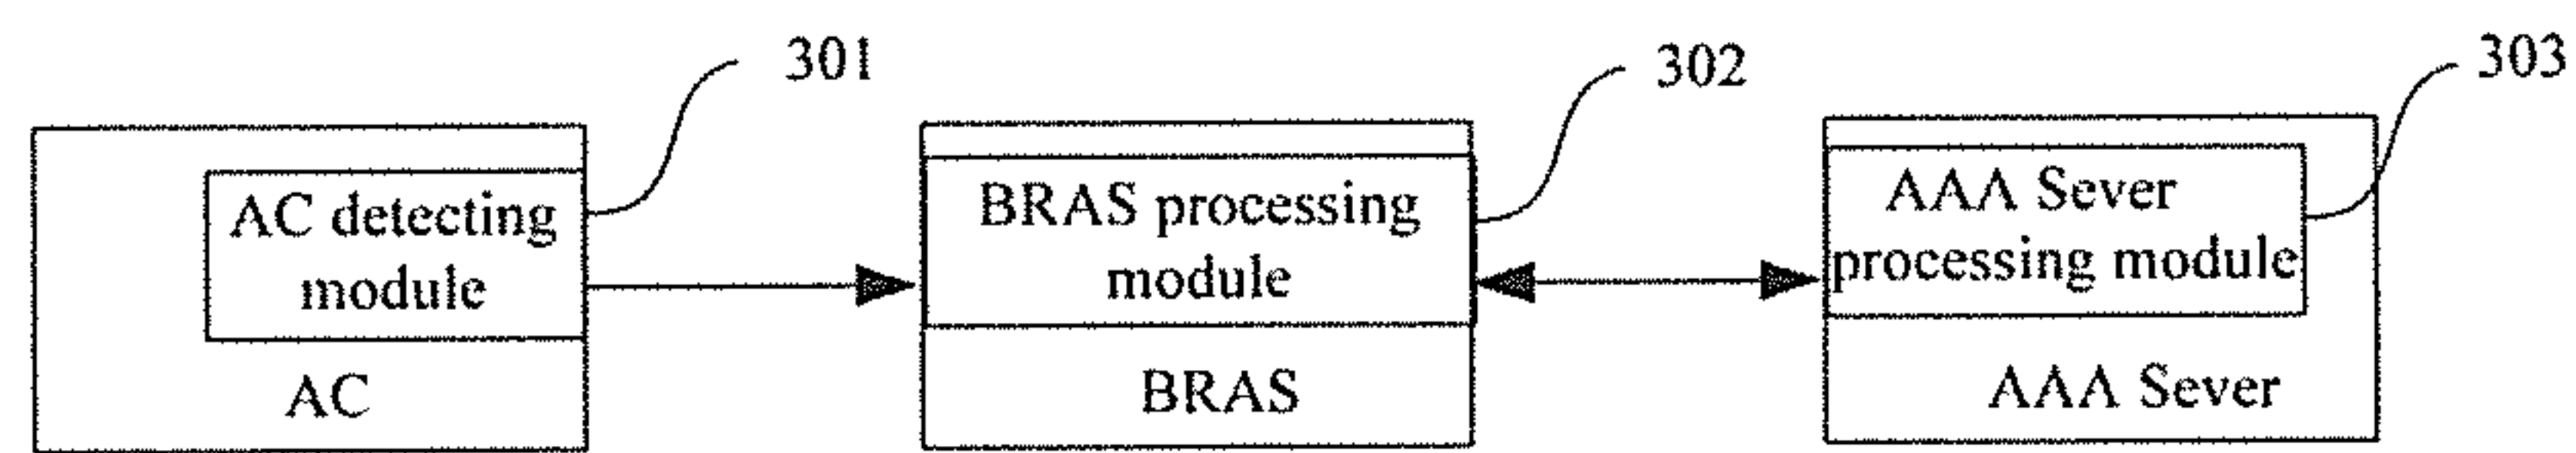 301
302
303
AC detecting
module
AC
BRAS processing
module
BRAS
AAA Sever
processing module
AAA Sever